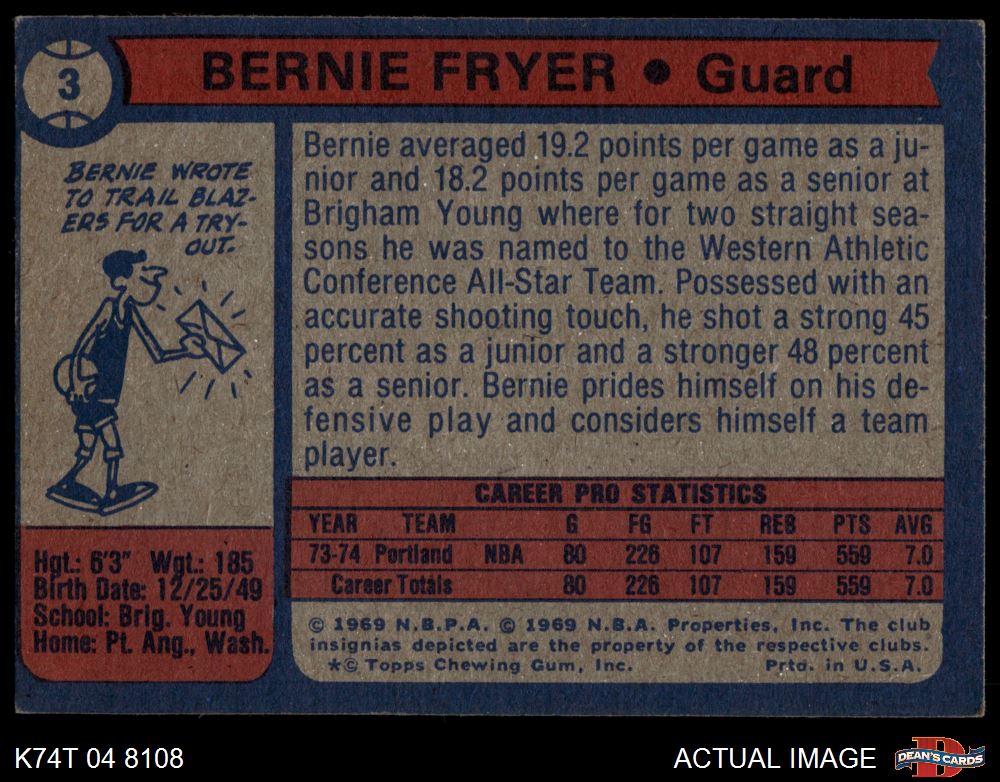 3
BERNIE FRYER • Guard
BERNIE WROTE
TO TRAIL BLAZ-
ERS FOR A TRY-
OUT.
Bernie averaged 19.2 points per game as a ju-
nior and 18.2 points per game as a senior at
Brigham Young where for two straight sea-
sons he was named to the Western Athletic
Conference All-Star Team. Possessed with an
accurate shooting touch, he shot a strong 45
percent as a junior and a stronger 48 percent
as a senior. Bernie prides himself on his de-
fensive play and considers himself a team
player.
Hgt.: 6'3" Wgt.: 185
Birth Date: 12/25/49
School: Brig. Young
Home: Pt. Ang., Wash.
CAREER PRO STATISTICS
YEAR TEAM G FG FT REB PTS AVG
73-74 Portland NBA 80 226 107 159 559 7.0
Career Totals 80 226 107 159 559 7.0
© 1969 N.B.P.A. © 1969 N.B.A. Properties, Inc. The club
insignias depicted are the property of the respective clubs.
*© Topps Chewing Gum, Inc. Prtd. in U.S.A.
K74T 04 8108
ACTUAL IMAGE
D
DEAN'S CARDS